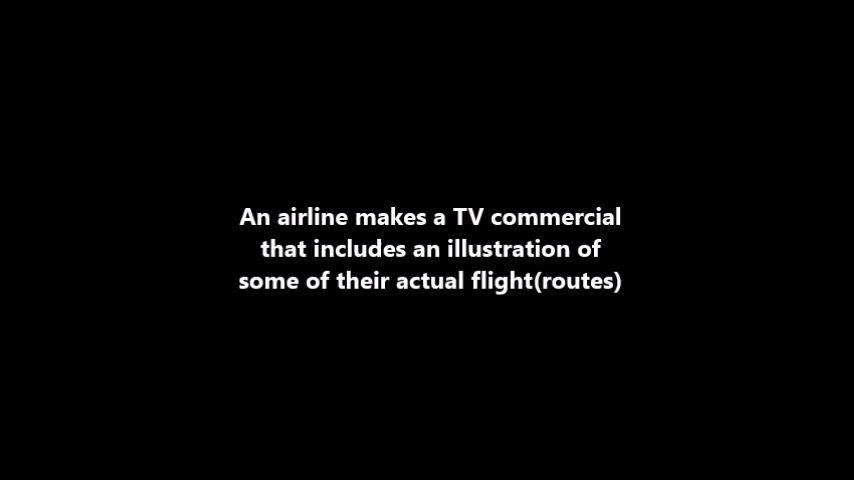 An airline makes a TV commercial
that includes an illustration of
some of their actual flight(routes)